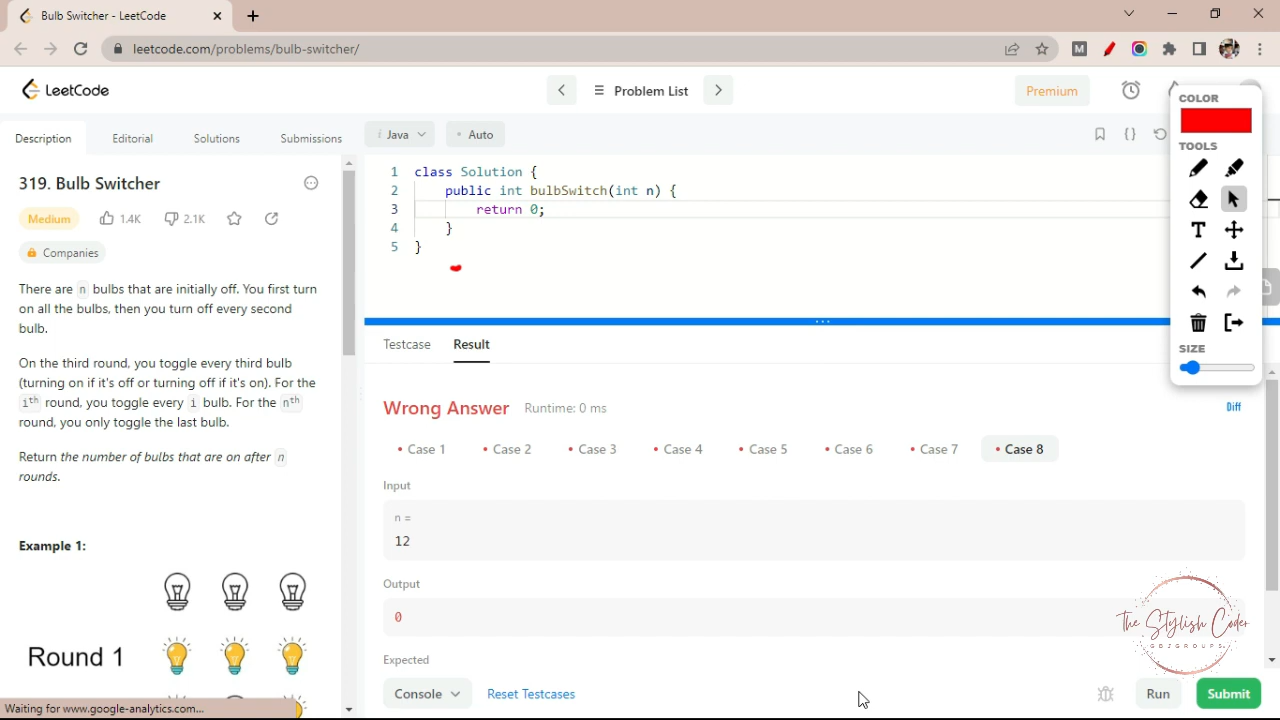 Bulb Switcher - LeetCode
leetcode.com/problems/bulb-switcher/
M
LeetCode
Problem List
Premium
COLOR
TOOLS
T
SIZE
Description Editorial Solutions Submissions
i Java
Auto
319. Bulb Switcher
Medium 1.4K 2.1K
Companies
There are n bulbs that are initially off. You first turn
on all the bulbs, then you turn off every second
bulb.
On the third round, you toggle every third bulb
(turning on if it's off or turning off if it's on). For the
ith round, you toggle every i bulb. For the nth
round, you only toggle the last bulb.
Return the number of bulbs that are on after n
rounds.
Example 1:
Round 1
Waiting for www.google-analytics.com...
1 class Solution {
2 public int bulbSwitch(int n) {
3 return 0;
4 }
5 }
Testcase Result
Wrong Answer Runtime: 0 ms
Diff
Case 1 Case 2 Case 3 Case 4 Case 5 Case 6 Case 7 Case 8
Input
n =
12
Output
0
Expected
Console Reset Testcases
Run Submit
The Stylish Coder
GBJGROUPS